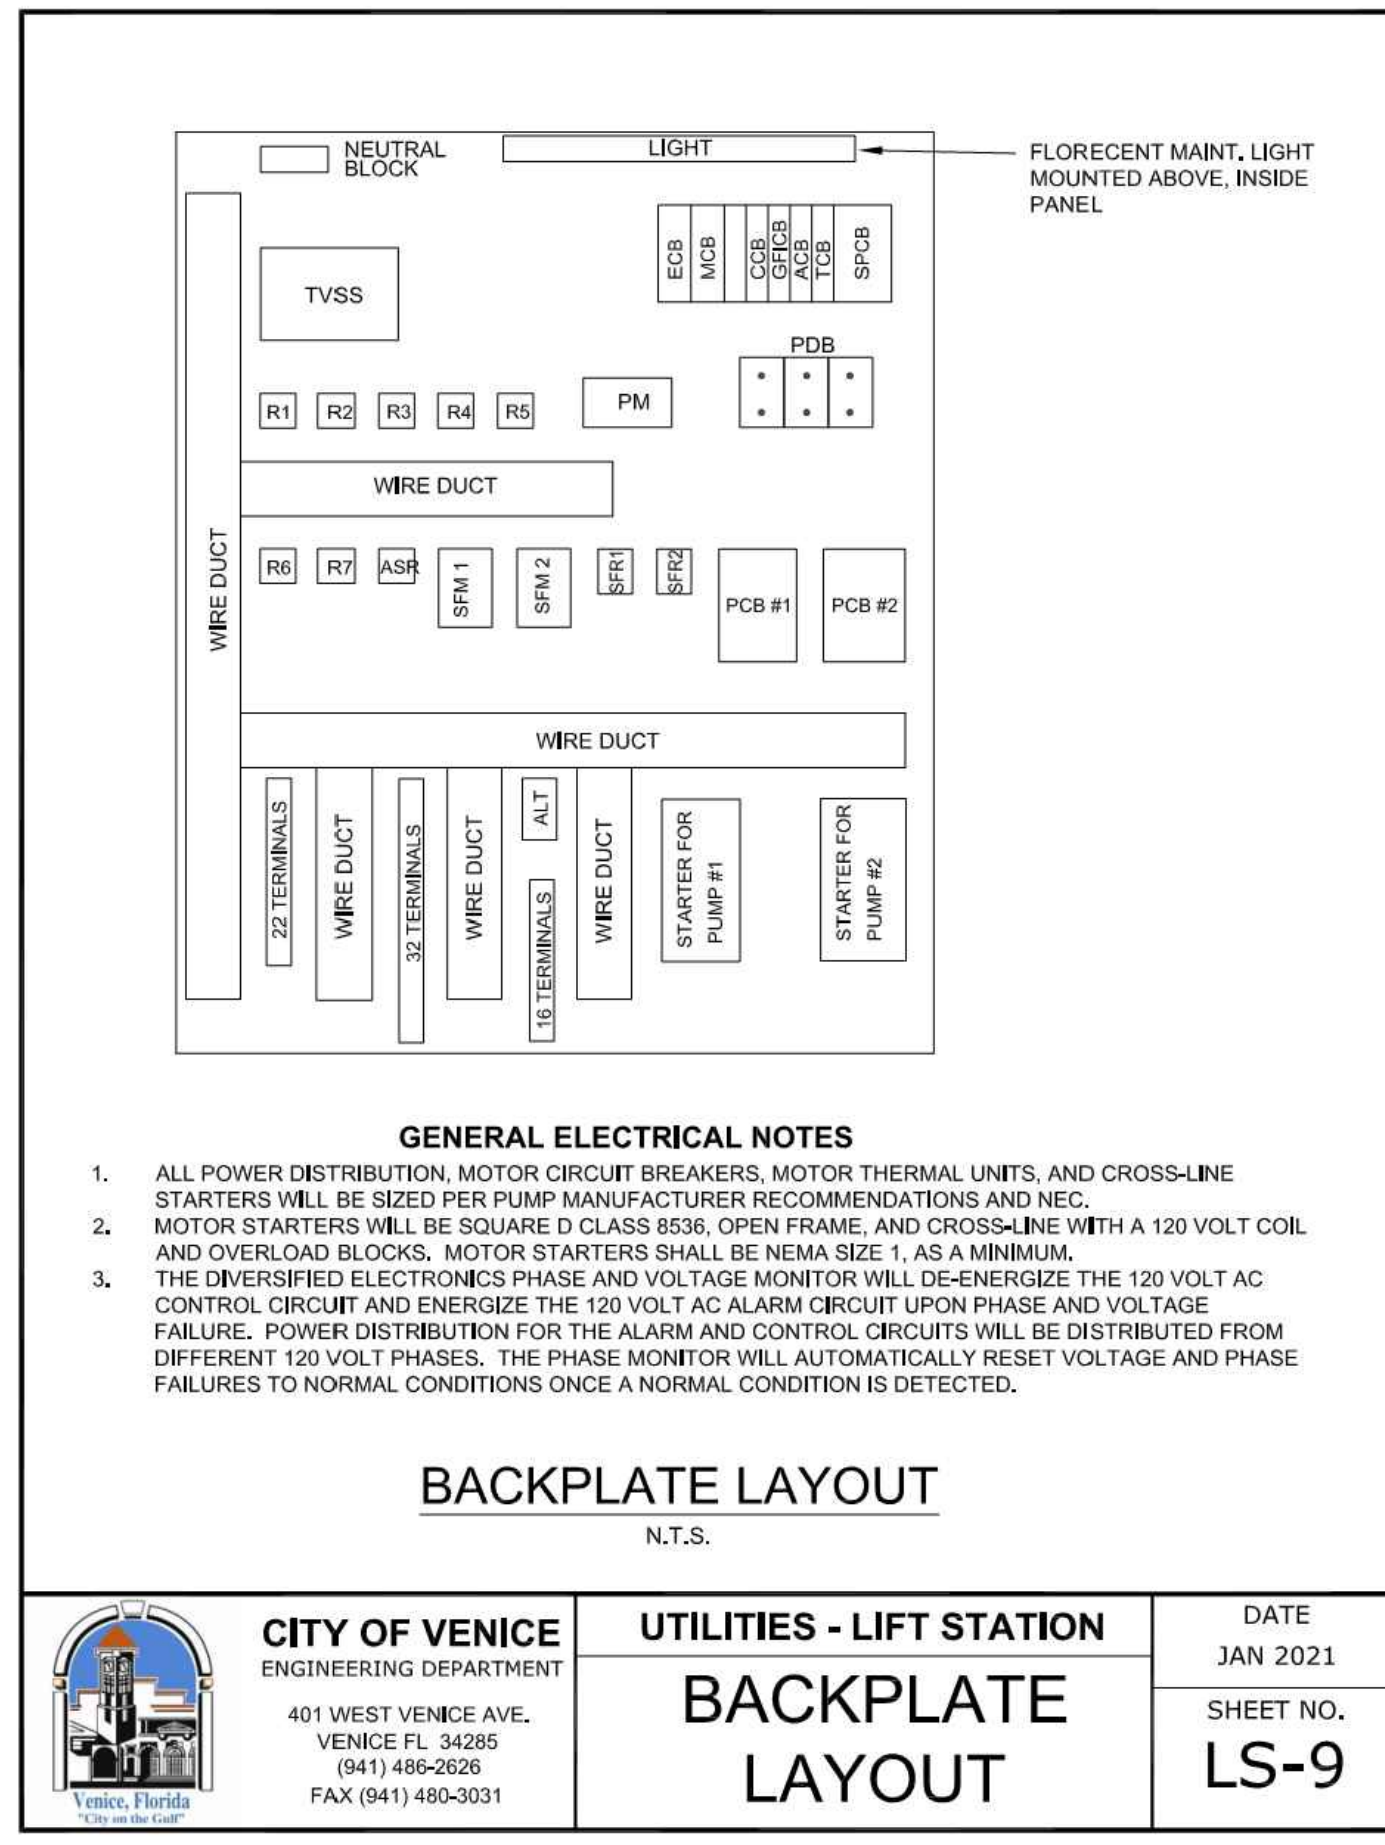 NEUTRAL
BLOCK
LIGHT
FLORECENT MAINT. LIGHT
MOUNTED ABOVE, INSIDE
PANEL
ECB
MCB
CCB
GFICB
ACB
TCB
SPCB
TVSS
PDB
R1
R2
R3
R4
R5
PM
WIRE DUCT
WIRE DUCT
R6
R7
ASR
SFM 1
SFM 2
SFR1
SFR2
PCB #1
PCB #2
WIRE DUCT
22 TERMINALS
WIRE DUCT
32 TERMINALS
WIRE DUCT
ALT
16 TERMINALS
WIRE DUCT
STARTER FOR
PUMP #1
STARTER FOR
PUMP #2
GENERAL ELECTRICAL NOTES
1. ALL POWER DISTRIBUTION, MOTOR CIRCUIT BREAKERS, MOTOR THERMAL UNITS, AND CROSS-LINE
STARTERS WILL BE SIZED PER PUMP MANUFACTURER RECOMMENDATIONS AND NEC.
2. MOTOR STARTERS WILL BE SQUARE D CLASS 8536, OPEN FRAME, AND CROSS-LINE WITH A 120 VOLT COIL
AND OVERLOAD BLOCKS. MOTOR STARTERS SHALL BE NEMA SIZE 1, AS A MINIMUM.
3. THE DIVERSIFIED ELECTRONICS PHASE AND VOLTAGE MONITOR WILL DE-ENERGIZE THE 120 VOLT AC
CONTROL CIRCUIT AND ENERGIZE THE 120 VOLT AC ALARM CIRCUIT UPON PHASE AND VOLTAGE
FAILURE. POWER DISTRIBUTION FOR THE ALARM AND CONTROL CIRCUITS WILL BE DISTRIBUTED FROM
DIFFERENT 120 VOLT PHASES. THE PHASE MONITOR WILL AUTOMATICALLY RESET VOLTAGE AND PHASE
FAILURES TO NORMAL CONDITIONS ONCE A NORMAL CONDITION IS DETECTED.
BACKPLATE LAYOUT
N.T.S.
Venice, Florida
"City on the Gulf"
CITY OF VENICE
ENGINEERING DEPARTMENT
401 WEST VENICE AVE.
VENICE FL 34285
(941) 486-2626
FAX (941) 480-3031
UTILITIES - LIFT STATION
BACKPLATE
LAYOUT
DATE
JAN 2021
SHEET NO.
LS-9